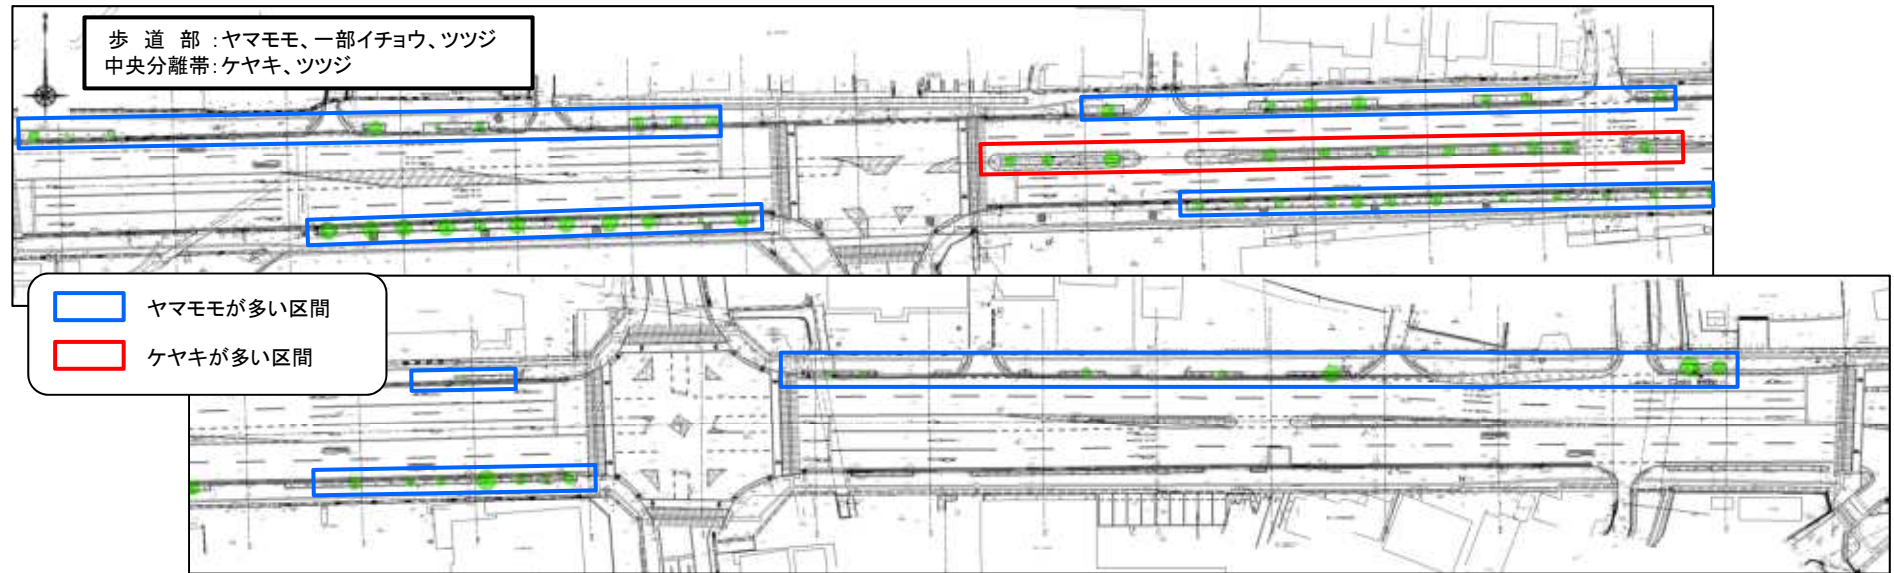 歩 道 部 :ヤマモモ、一部イチョウ、ツツジ
中央分離帯:ケヤキ、ツツジ
ヤマモモが多い区間
ケヤキが多い区間